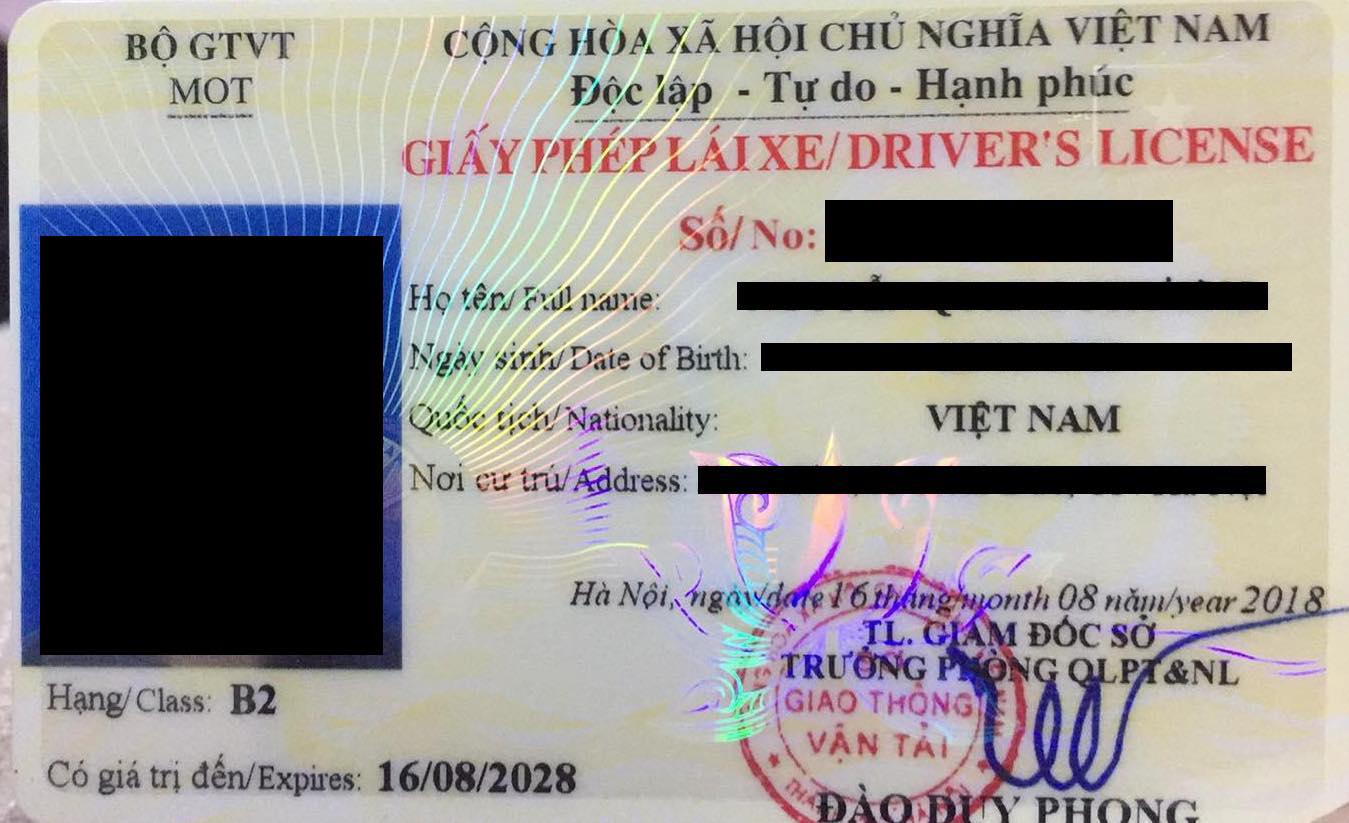 BỘ GTVT
MOT
CỘNG HÒA XÃ HỘI CHỦ NGHĨA VIỆT NAM
Độc lập - Tự do - Hạnh phúc
GIẤY PHÉP LÁI XE/ DRIVER'S LICENSE
Số/ No:
Họ tên/ Full name:
Ngày sinh/ Date of Birth:
Quốc tịch/ Nationality: VIỆT NAM
Nơi cư trú/ Address:
Hà Nội, ngày/date 16 tháng/month 08 năm/year 2018
TL. GIÁM ĐỐC SỞ
TRƯỞNG PHÒNG QLPT&NL
GIAO THÔNG
VẬN TẢI
ĐÀO DUY PHONG
Hạng/ Class: B2
Có giá trị đến/Expires: 16/08/2028